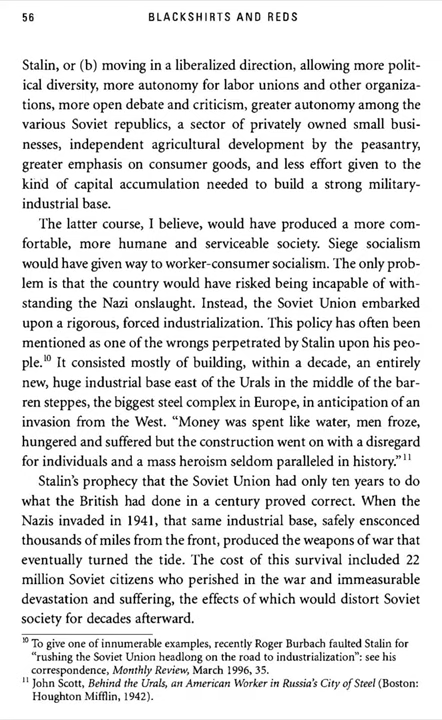 56 BLACKSHIRTS AND REDS
Stalin, or (b) moving in a liberalized direction, allowing more polit-
ical diversity, more autonomy for labor unions and other organiza-
tions, more open debate and criticism, greater autonomy among the
various Soviet republics, a sector of privately owned small busi-
nesses, independent agricultural development by the peasantry,
greater emphasis on consumer goods, and less effort given to the
kind of capital accumulation needed to build a strong military-
industrial base.
The latter course, I believe, would have produced a more com-
fortable, more humane and serviceable society. Siege socialism
would have given way to worker-consumer socialism. The only prob-
lem is that the country would have risked being incapable of with-
standing the Nazi onslaught. Instead, the Soviet Union embarked
upon a rigorous, forced industrialization. This policy has often been
mentioned as one of the wrongs perpetrated by Stalin upon his peo-
ple.¹⁰ It consisted mostly of building, within a decade, an entirely
new, huge industrial base east of the Urals in the middle of the bar-
ren steppes, the biggest steel complex in Europe, in anticipation of an
invasion from the West. “Money was spent like water, men froze,
hungered and suffered but the construction went on with a disregard
for individuals and a mass heroism seldom paralleled in history.”¹¹
Stalin’s prophecy that the Soviet Union had only ten years to do
what the British had done in a century proved correct. When the
Nazis invaded in 1941, that same industrial base, safely ensconced
thousands of miles from the front, produced the weapons of war that
eventually turned the tide. The cost of this survival included 22
million Soviet citizens who perished in the war and immeasurable
devastation and suffering, the effects of which would distort Soviet
society for decades afterward.
¹⁰ To give one of innumerable examples, recently Roger Burbach faulted Stalin for
“rushing the Soviet Union headlong on the road to industrialization”: see his
correspondence, Monthly Review, March 1996, 35.
¹¹ John Scott, Behind the Urals, an American Worker in Russia’s City of Steel (Boston:
Houghton Mifflin, 1942).